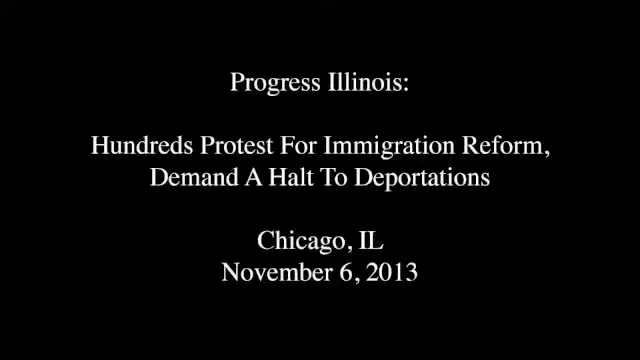 Progress Illinois:
Hundreds Protest For Immigration Reform,
Demand A Halt To Deportations
Chicago, IL
November 6, 2013